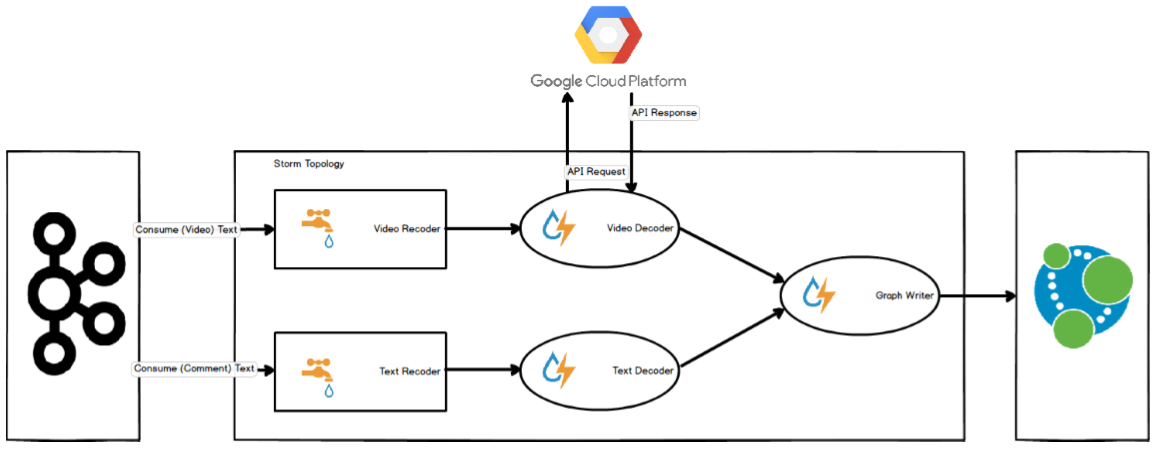 Google Cloud Platform
API Response
Storm Topology
API Request
Consume (Video) Text
Video Recoder
Video Decoder
Graph Writer
Consume (Comment) Text
Text Recoder
Text Decoder